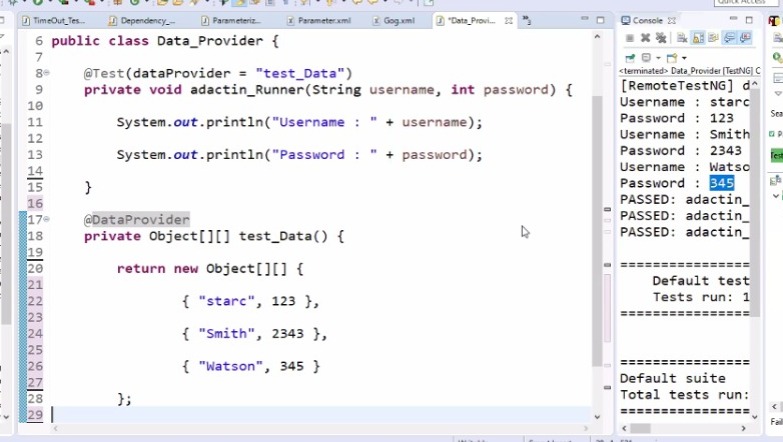 Quick Access
TimeOut_Tes...
Dependency_...
Parameteriz...
Parameter.xml
Gog.xml
*Data_Provi...
Console
6 public class Data_Provider {
7
8 @Test(dataProvider = "test_Data")
9 private void adactin_Runner(String username, int password) {
10
11 System.out.println("Username : " + username);
12
13 System.out.println("Password : " + password);
14
15 }
16
17 @DataProvider
18 private Object[][] test_Data() {
19
20 return new Object[][] {
21
22 { "starc", 123 },
23
24 { "Smith", 2343 },
25
26 { "Watson", 345 }
27
28 };
29
<terminated> Data_Provider [TestNG] C
[RemoteTestNG] d
Username : starc
Password : 123
Username : Smith
Password : 2343
Username : Watso
Password : 345
PASSED: adactin_
PASSED: adactin_
PASSED: adactin_
====================
Default test
Tests run: 1
====================
====================
Default suite
Total tests run:
====================
Sea
Test
Fail